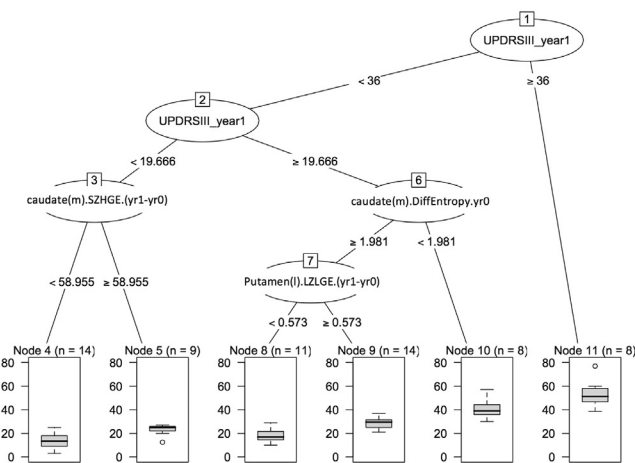 1
UPDRSIII_year1
< 36
≥ 36
2
UPDRSIII_year1
< 19.666
≥ 19.666
3
caudate(m).SZHGE.(yr1-yr0)
6
caudate(m).DiffEntropy.yr0
≥ 1.981
< 1.981
7
Putamen(l).LZLGE.(yr1-yr0)
< 58.955
≥ 58.955
< 0.573
≥ 0.573
Node 4 (n = 14)
Node 5 (n = 9)
Node 8 (n = 11)
Node 9 (n = 14)
Node 10 (n = 8)
Node 11 (n = 8)
80 80 80 80 80 80
60 60 60 60 60 60
40 40 40 40 40 40
20 20 20 20 20 20
0 0 0 0 0 0